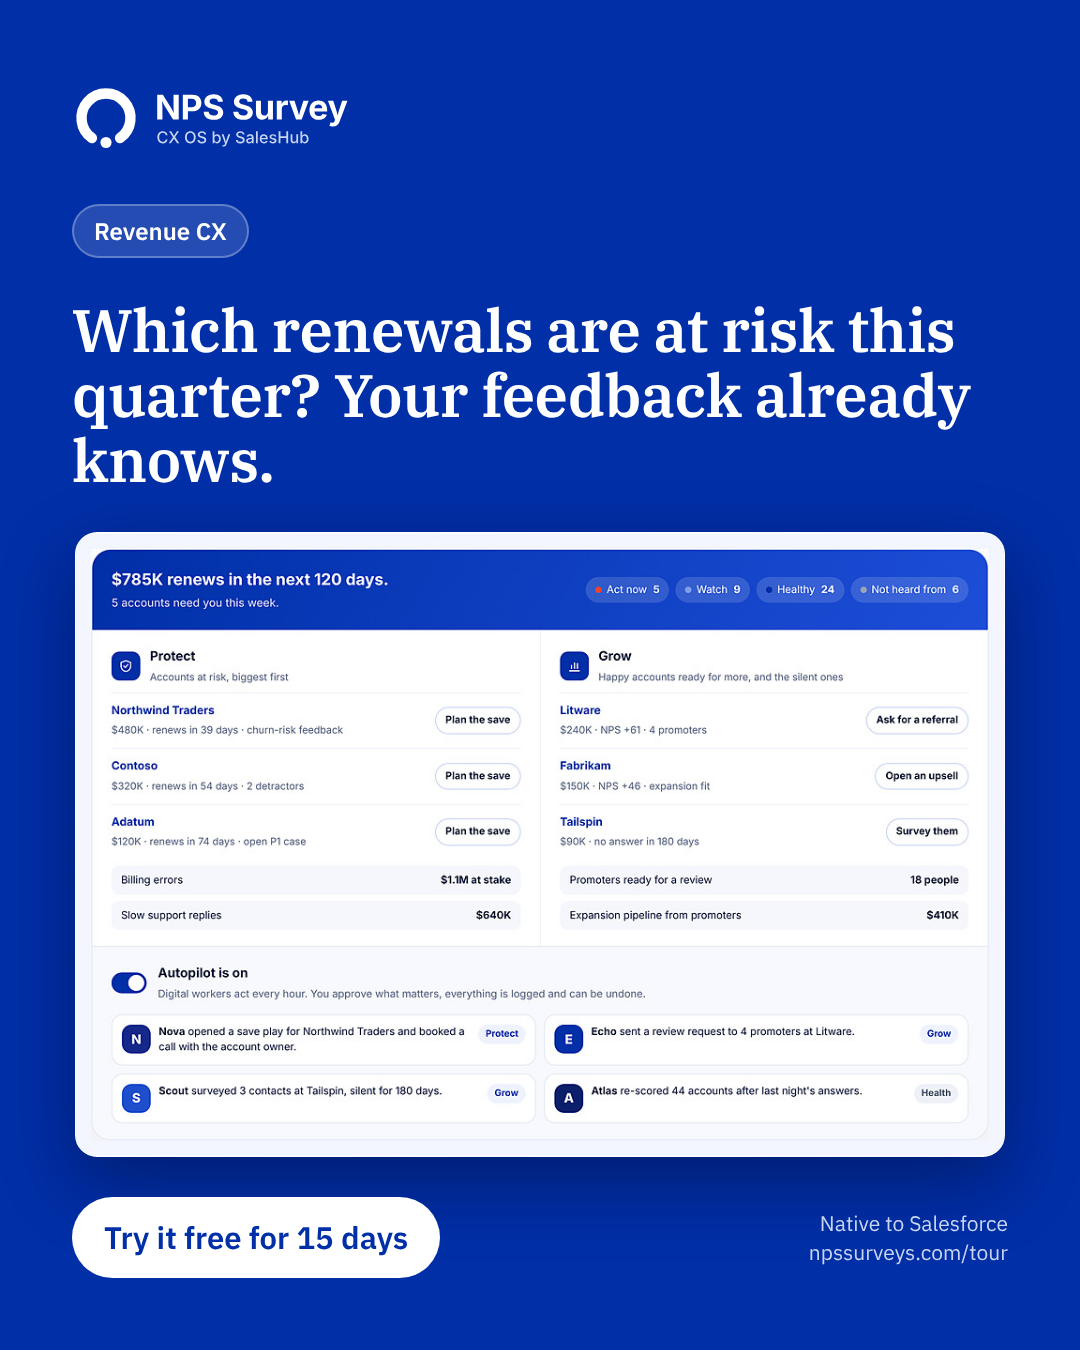 NPS Survey
CX OS by SalesHub
Revenue CX
Which renewals are at risk this
quarter? Your feedback already
knows.
$785K renews in the next 120 days.
5 accounts need you this week.
Act now 5
Watch 9
Healthy 24
Not heard from 6
Protect
Accounts at risk, biggest first
Northwind Traders
$480K · renews in 39 days · churn-risk feedback
Plan the save
Contoso
$320K · renews in 54 days · 2 detractors
Plan the save
Adatum
$120K · renews in 74 days · open P1 case
Plan the save
Billing errors $1.1M at stake
Slow support replies $640K
Grow
Happy accounts ready for more, and the silent ones
Litware
$240K · NPS +61 · 4 promoters
Ask for a referral
Fabrikam
$150K · NPS +46 · expansion fit
Open an upsell
Tailspin
$90K · no answer in 180 days
Survey them
Promoters ready for a review 18 people
Expansion pipeline from promoters $410K
Autopilot is on
Digital workers act every hour. You approve what matters, everything is logged and can be undone.
N
Nova opened a save play for Northwind Traders and booked a
call with the account owner.
Protect
E
Echo sent a review request to 4 promoters at Litware.
Grow
S
Scout surveyed 3 contacts at Tailspin, silent for 180 days.
Grow
A
Atlas re-scored 44 accounts after last night's answers.
Health
Try it free for 15 days
Native to Salesforce
npssurveys.com/tour